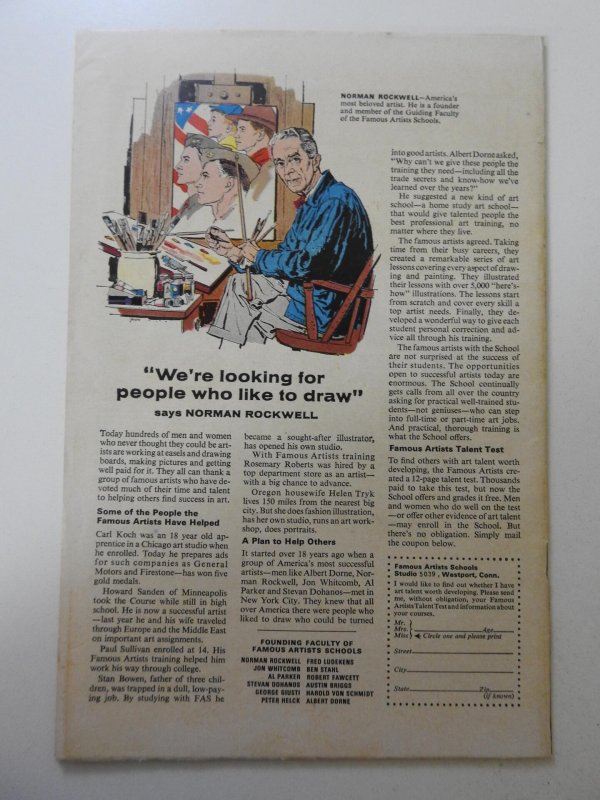 NORMAN ROCKWELL—America's
most beloved artist. He is a founder
and member of the Guiding Faculty
of the Famous Artists Schools.
"We're looking for
people who like to draw"
says NORMAN ROCKWELL
Today hundreds of men and women
who never thought they could be art-
ists are working at easels and drawing
boards, making pictures and getting
well paid for it. They all can thank a
group of famous artists who have de-
voted much of their time and talent
to helping others find success in art.
Some of the People the
Famous Artists Have Helped
Carl Koch was an 18 year old ap-
prentice in a Chicago art studio when
he enrolled. Today he prepares ads
for such companies as General
Motors and Firestone—has won five
gold medals.
Howard Sanden of Minneapolis
took the Course while still in high
school. He is now a successful artist
—last year he and his wife traveled
through Europe and the Middle East
on important art assignments.
Paul Sullivan enrolled at 14. His
Famous Artists training helped him
work his way through college.
Stan Bowen, father of three chil-
dren, was trapped in a dull, low-pay-
ing job. By studying with FAS he
became a sought-after illustrator,
has opened his own studio.
With Famous Artists training
Rosemary Roberts was hired by a
top department store as an artist—
with a big chance to advance.
Oregon housewife Helen Tryk
lives 150 miles from the nearest big
city. But she does fashion illustration,
has her own studio, runs an art work-
shop, does portraits.
A Plan to Help Others
It started over 18 years ago when a
group of America's most successful
artists—men like Albert Dorne, Nor-
man Rockwell, Jon Whitcomb, Al
Parker and Stevan Dohanos—met in
New York City. They knew that all
over America there were people who
liked to draw who could be turned
FOUNDING FACULTY OF
FAMOUS ARTISTS SCHOOLS
NORMAN ROCKWELL FRED LUDEKENS
JON WHITCOMB BEN STAHL
AL PARKER ROBERT FAWCETT
STEVAN DOHANOS AUSTIN BRIGGS
GEORGE GIUSTI HAROLD VON SCHMIDT
PETER HELCK ALBERT DORNE
into good artists. Albert Dorne asked,
"Why can't we give these people the
training they need—including all the
trade secrets and know-how we've
learned over the years?"
He suggested a new kind of art
school—a home study art school—
that would give talented people the
best professional art training, no
matter where they live.
The famous artists agreed. Taking
time from their busy careers, they
created a remarkable series of art
lessons covering every aspect of draw-
ing and painting. They illustrated
their lessons with over 5,000 "here's-
how" illustrations. The lessons start
from scratch and cover every skill a
top artist needs. Finally, they de-
veloped a wonderful way to give each
student personal correction and ad-
vice all through his training.
The famous artists with the School
are not surprised at the success of
their students. The opportunities
open to successful artists today are
enormous. The School continually
gets calls from all over the country
asking for practical well-trained stu-
dents—not geniuses—who can step
into full-time or part-time art jobs.
And practical, thorough training is
what the School offers.
Famous Artists Talent Test
To find others with art talent worth
developing, the Famous Artists cre-
ated a 12-page talent test. Thousands
paid to take this test, but now the
School offers and grades it free. Men
and women who do well on the test
—or offer other evidence of art talent
—may enroll in the School. But
there's no obligation. Simply mail
the coupon below.
Famous Artists Schools
Studio 5039, Westport, Conn.
I would like to find out whether I have
art talent worth developing. Please send
me, without obligation, your Famous
Artists Talent Test and information about
your courses.
Mr.
Mrs. Age
Miss Circle one and please print
Street
City
State Zip
(if known)